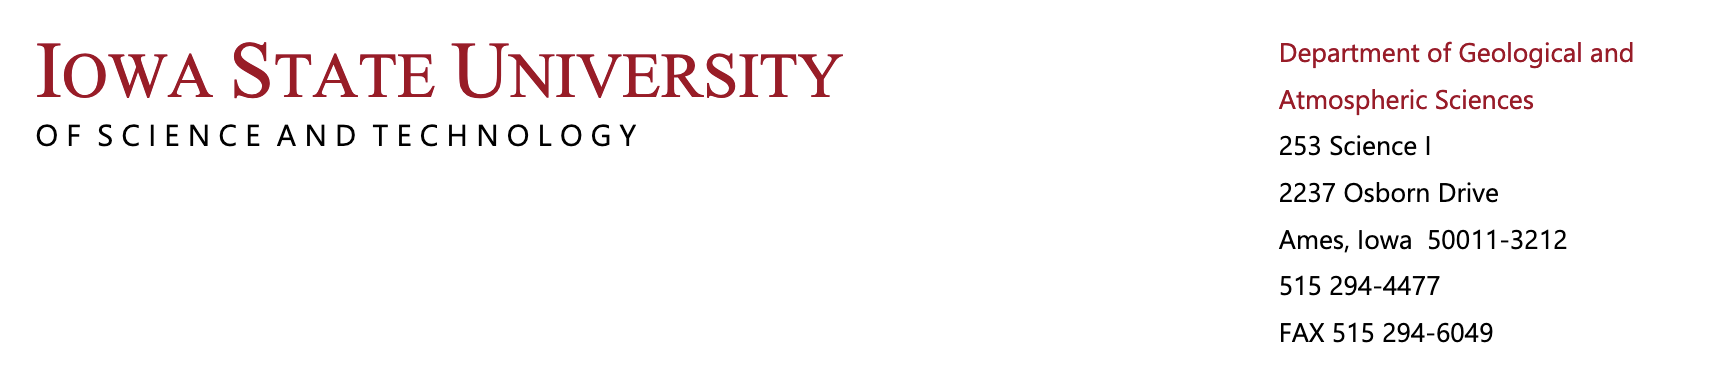 IOWA STATE UNIVERSITY
OF SCIENCE AND TECHNOLOGY
Department of Geological and
Atmospheric Sciences
253 Science I
2237 Osborn Drive
Ames, Iowa  50011-3212
515 294-4477
FAX 515 294-6049